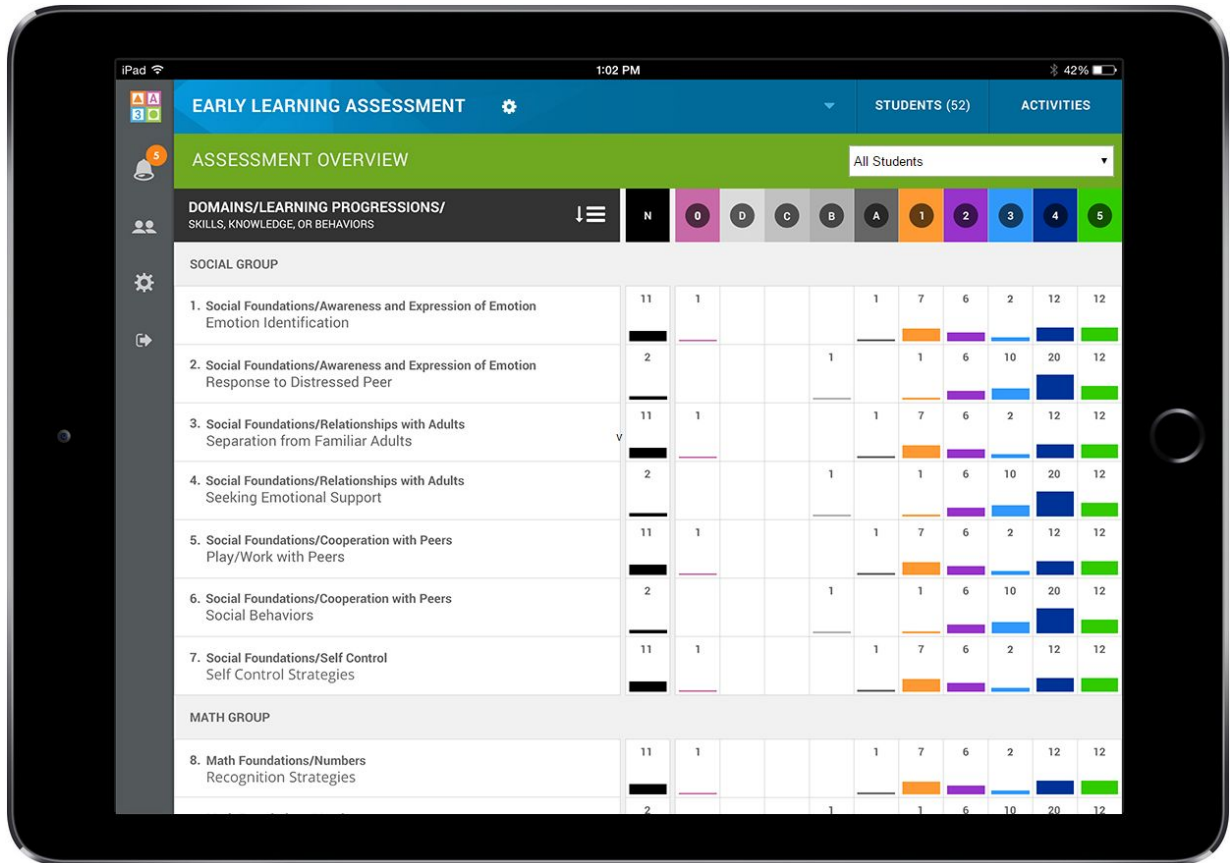 iPad 1:02 PM 42%
A
3
EARLY LEARNING ASSESSMENT STUDENTS (52) ACTIVITIES
5
ASSESSMENT OVERVIEW All Students
DOMAINS/LEARNING PROGRESSIONS/
SKILLS, KNOWLEDGE, OR BEHAVIORS
N 0 D C B A 1 2 3 4 5
SOCIAL GROUP
1. Social Foundations/Awareness and Expression of Emotion
Emotion Identification
11 1 1 7 6 2 12 12
2. Social Foundations/Awareness and Expression of Emotion
Response to Distressed Peer
2 1 1 6 10 20 12
3. Social Foundations/Relationships with Adults
Separation from Familiar Adults
v
11 1 1 7 6 2 12 12
4. Social Foundations/Relationships with Adults
Seeking Emotional Support
2 1 1 6 10 20 12
5. Social Foundations/Cooperation with Peers
Play/Work with Peers
11 1 1 7 6 2 12 12
6. Social Foundations/Cooperation with Peers
Social Behaviors
2 1 1 6 10 20 12
7. Social Foundations/Self Control
Self Control Strategies
11 1 1 7 6 2 12 12
MATH GROUP
8. Math Foundations/Numbers
Recognition Strategies
11 1 1 7 6 2 12 12
2 1 1 6 10 20 12